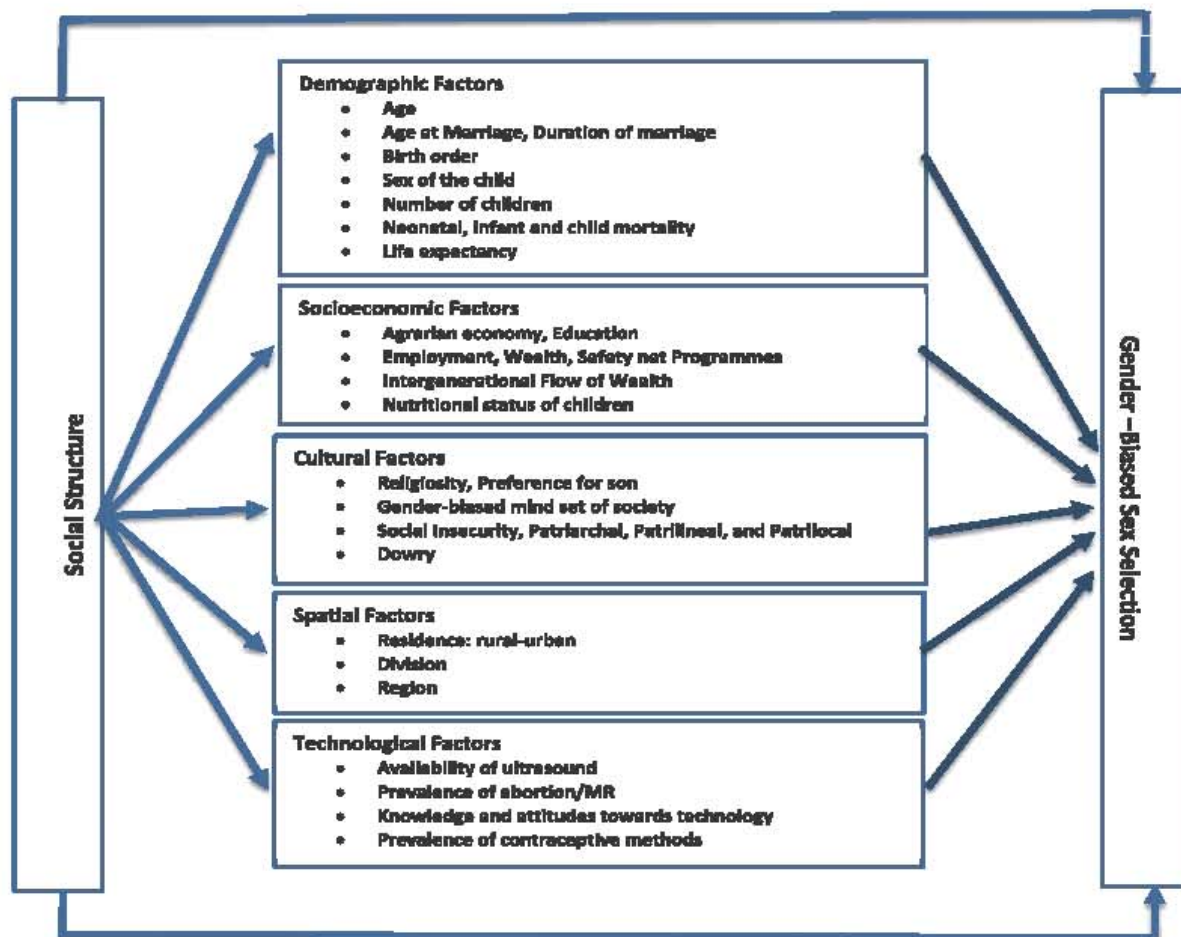 Social Structure
Demographic Factors
• Age
• Age at Marriage, Duration of marriage
• Birth order
• Sex of the child
• Number of children
• Neonatal, infant and child mortality
• Life expectancy
Socioeconomic Factors
• Agrarian economy, Education
• Employment, Wealth, Safety net Programmes
• Intergenerational Flow of Wealth
• Nutritional status of children
Cultural Factors
• Religiosity, Preference for son
• Gender-biased mind set of society
• Social Insecurity, Patriarchal, Patrilineal, and Patrilocal
• Dowry
Spatial Factors
• Residence: rural-urban
• Division
• Region
Technological Factors
• Availability of ultrasound
• Prevalence of abortion/MR
• Knowledge and attitudes towards technology
• Prevalence of contraceptive methods
Gender –Biased Sex Selection